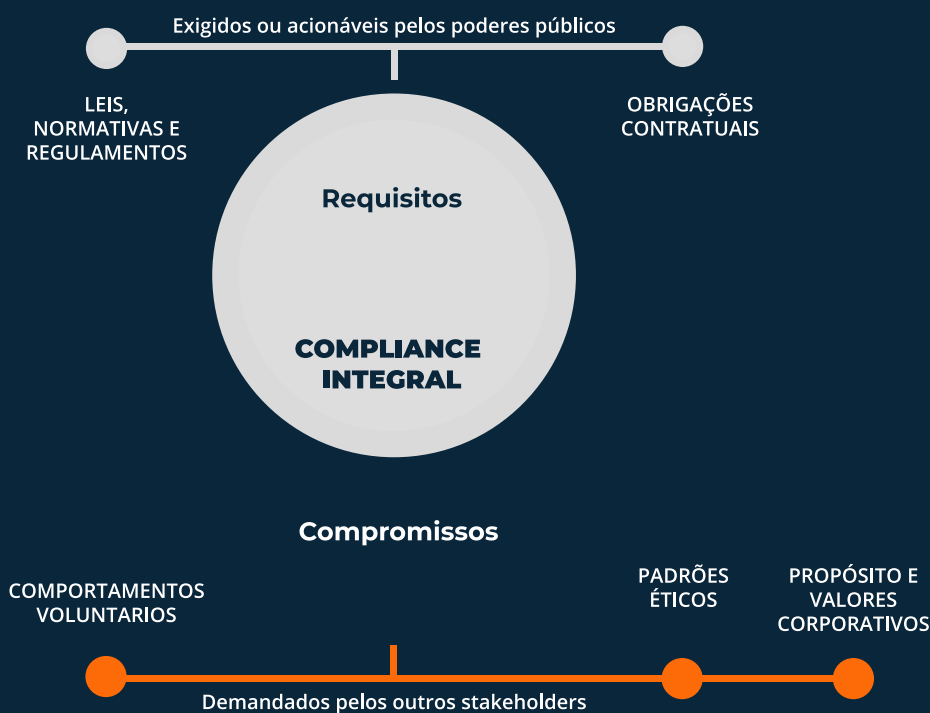 Exigidos ou acionáveis pelos poderes públicos
LEIS,
NORMATIVAS E
REGULAMENTOS
OBRIGAÇÕES
CONTRATUAIS
Requisitos
COMPLIANCE
INTEGRAL
Compromissos
COMPORTAMENTOS
VOLUNTARIOS
PADRÕES
ÉTICOS
PROPÓSITO E
VALORES
CORPORATIVOS
Demandados pelos outros stakeholders